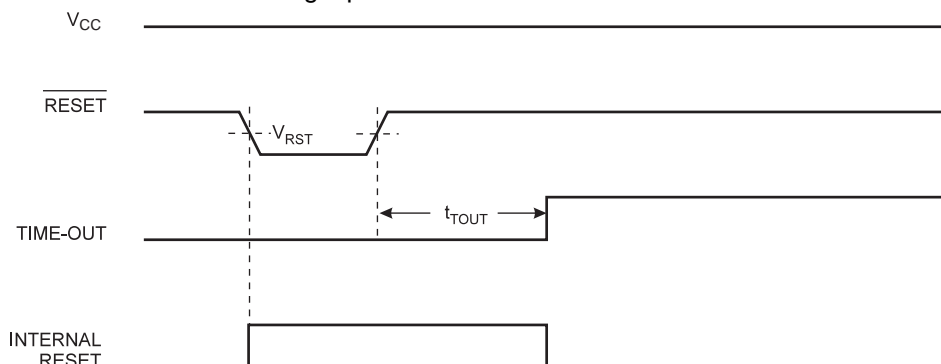 VCC
RESET
VRST
tTOUT
TIME-OUT
INTERNAL
RESET